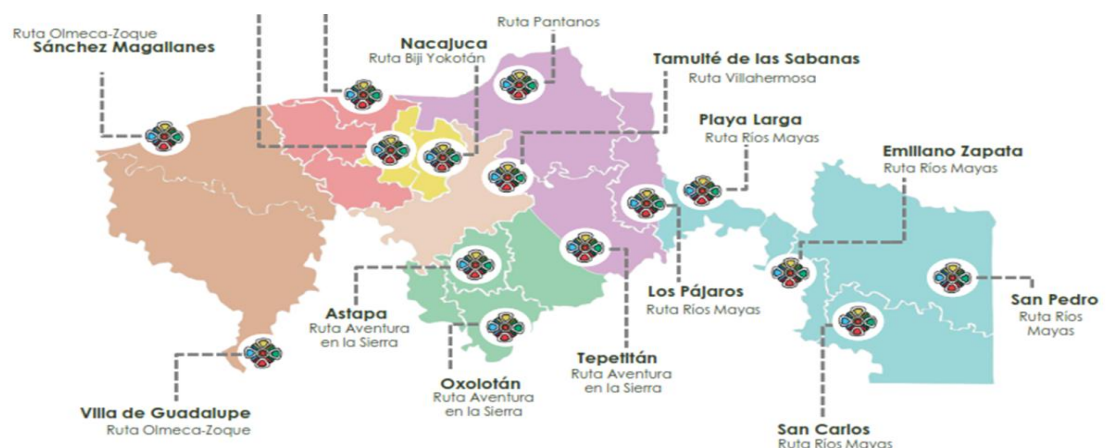 Ruta Olmeca-Zoque
Sánchez Magallanes
Nacajuca
Ruta Biji Yokotán
Ruta Pantanos
Tamulté de las Sabanas
Ruta Villahermosa
Playa Larga
Ruta Ríos Mayas
Emiliano Zapata
Ruta Ríos Mayas
Astapa
Ruta Aventura
en la Sierra
Los Pájaros
Ruta Ríos Mayas
San Pedro
Ruta Ríos
Mayas
Tepetitán
Ruta Aventura
en la Sierra
Oxolotán
Ruta Aventura
en la Sierra
Villa de Guadalupe
Ruta Olmeca-Zoque
San Carlos
Ruta Ríos Mayas